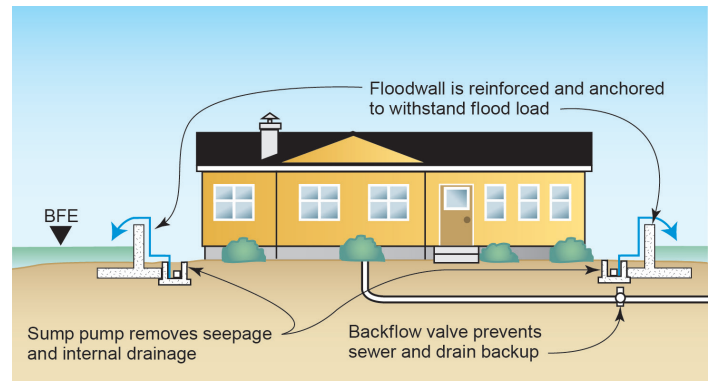 Floodwall is reinforced and anchored
to withstand flood load
BFE
Sump pump removes seepage
and internal drainage
Backflow valve prevents
sewer and drain backup